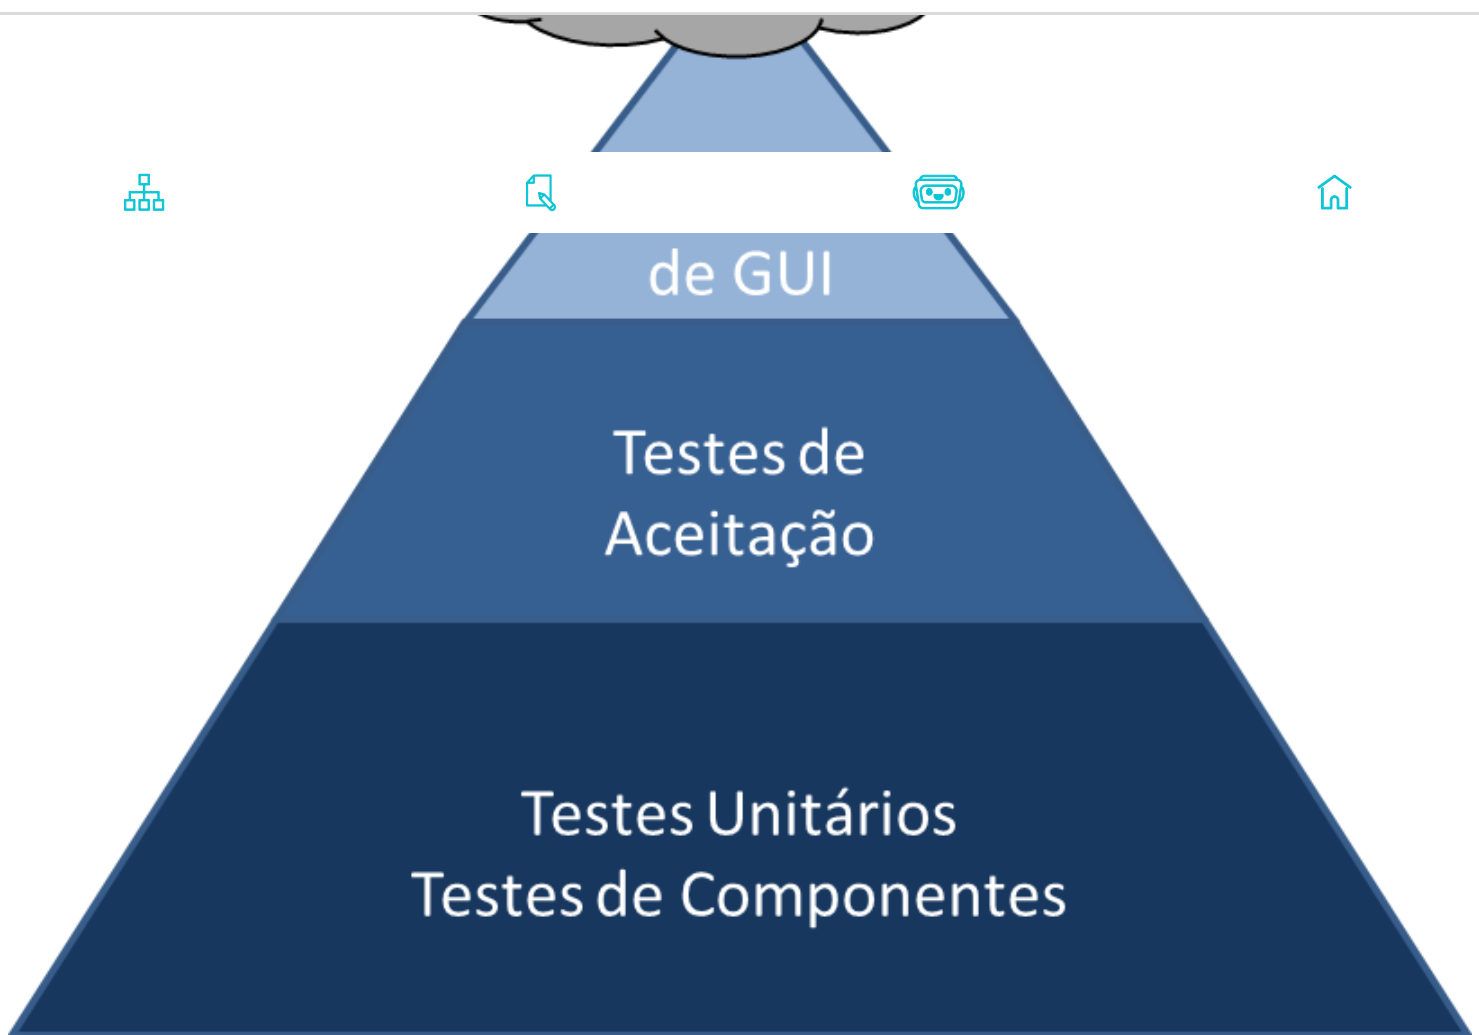 de GUI
Testes de
Aceitação
Testes Unitários
Testes de Componentes